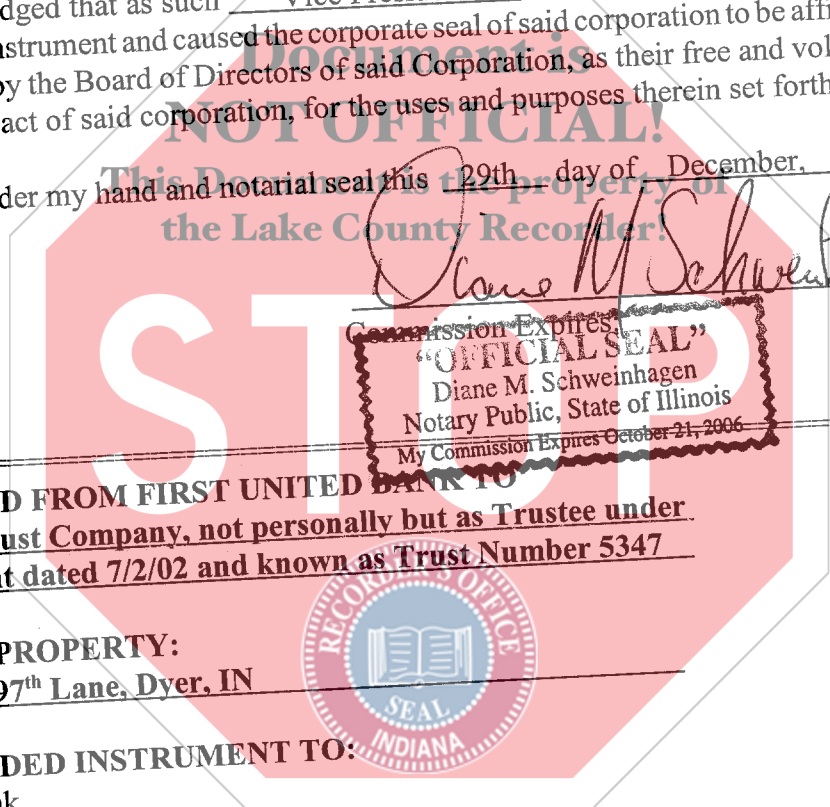 dged that as such
nstrument and caused the corporate seal of said corporation to be affi
by the Board of Directors of said Corporation, as their free and vol
act of said corporation, for the uses and purposes therein set forth
Document is
NOT OFFICIAL!
This Document is the property of
the Lake County Recorder!
der my hand and notarial seal this 29th day of December,
Diane M Schwein
Commission Expires:
“OFFICIAL SEAL”
Diane M. Schweinhagen
Notary Public, State of Illinois
My Commission Expires October 21, 2006
STOP
D FROM FIRST UNITED BANK TO
ust Company, not personally but as Trustee under
t dated 7/2/02 and known as Trust Number 5347
PROPERTY:
97th Lane, Dyer, IN
RECORDER'S OFFICE
SEAL
INDIANA
DED INSTRUMENT TO: